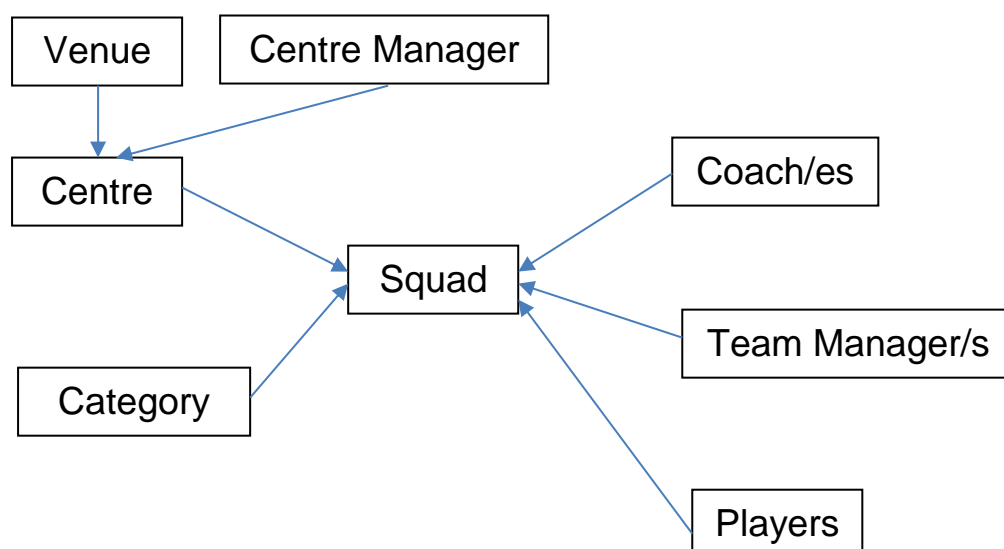 Venue
Centre Manager
Centre
Coach/es
Squad
Team Manager/s
Category
Players